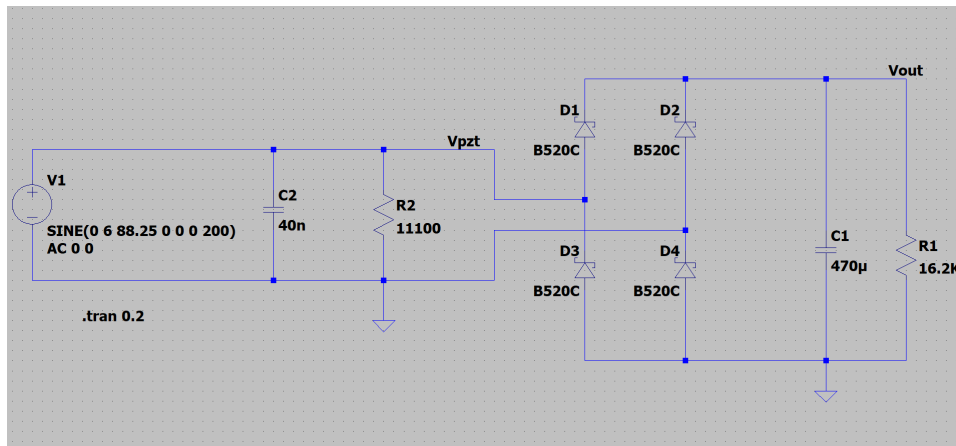 Vout
D1
D2
B520C
B520C
Vpzt
V1
C2
R2
SINE(0 6 88.25 0 0 0 200)
40n
11100
AC 0 0
D3
D4
C1
R1
B520C
B520C
470µ
16.2K
.tran 0.2